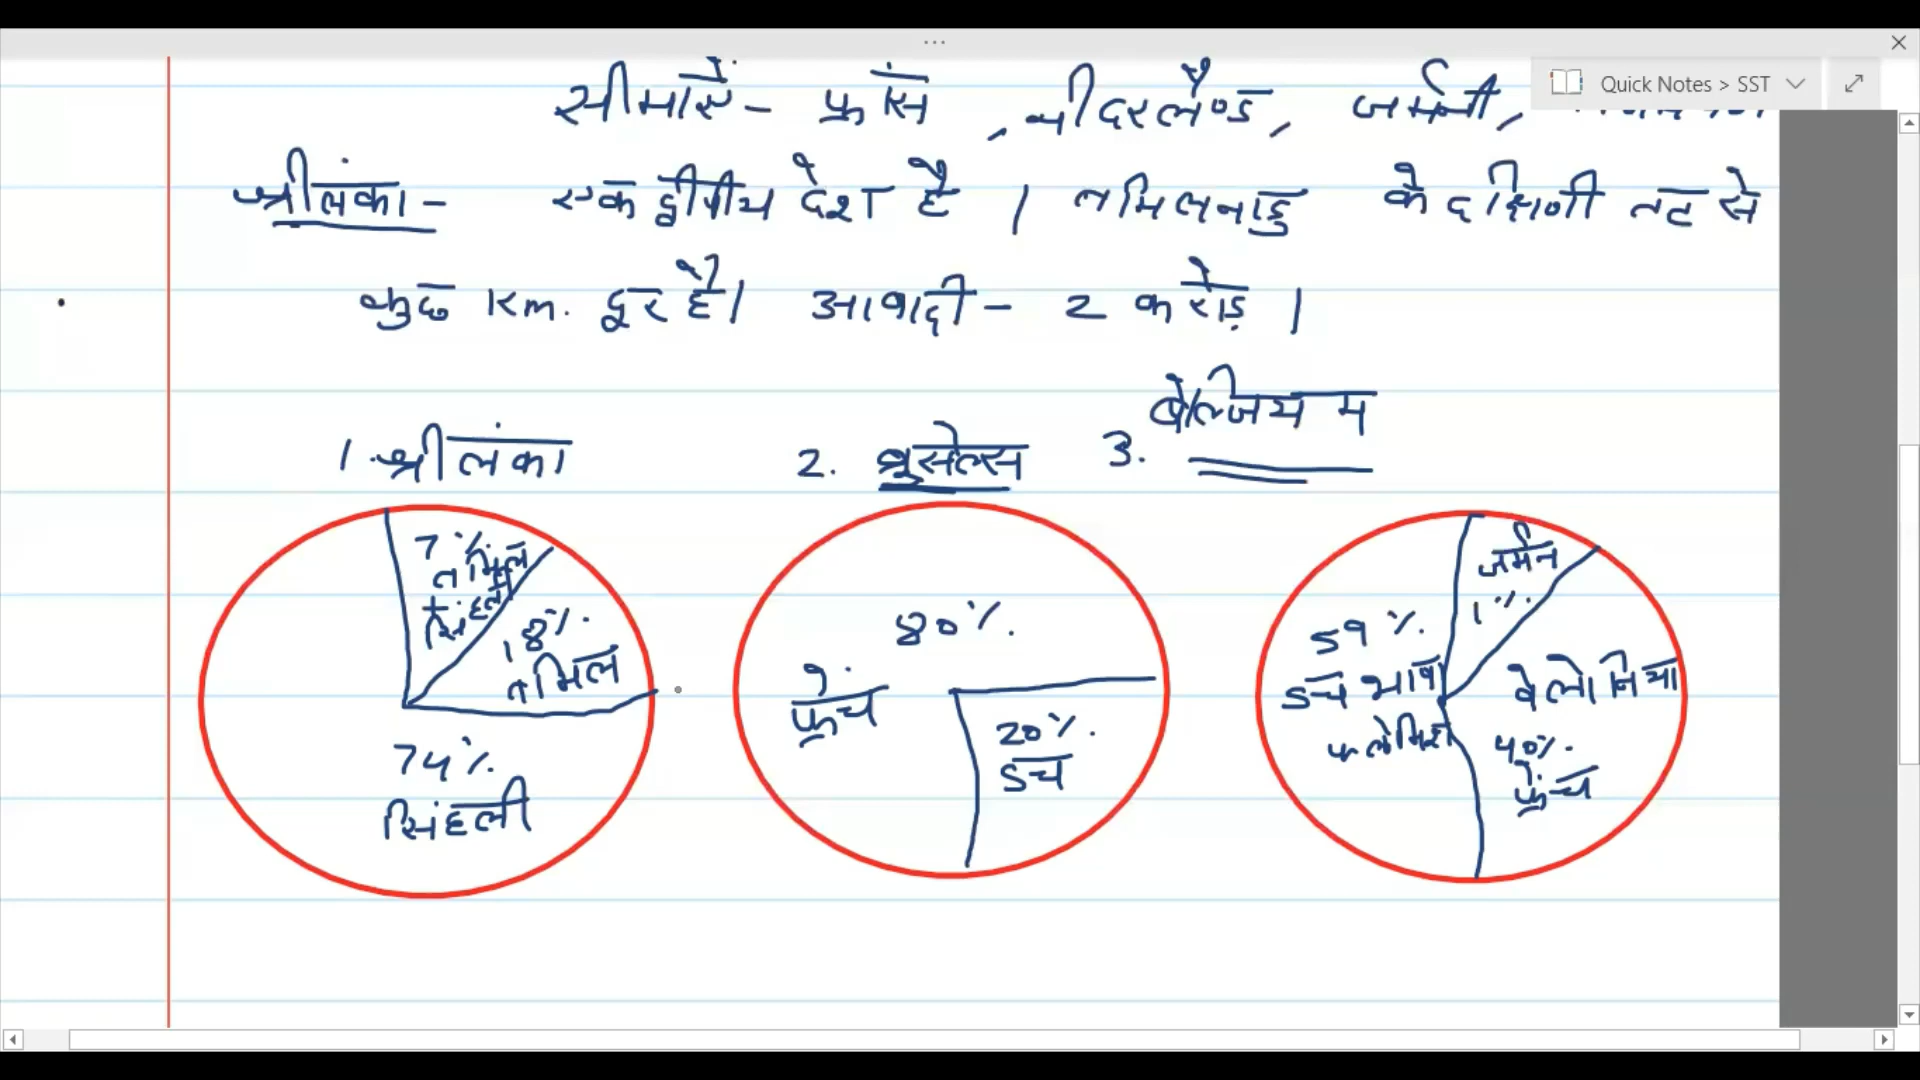 Quick Notes > SST
सीमाएँ - फ्रांस, नीदरलैण्ड, जर्मनी,
श्रीलंका - एक द्वीपीय देश है। तमिलनाडु के दक्षिणी तट से
कुछ Km. दूर है। आबादी - 2 करोड़।
1. श्रीलंका 2. ब्रुसेल्स 3. बेल्जियम म
7% तमिल
सिंहली
18%
तमिल
74%
सिंहली
80%
फ्रेंच
20%
डच
जर्मन
1%
59%
डच भाषी
फ्लेमिश
वेलोनिया
40%
फ्रेंच